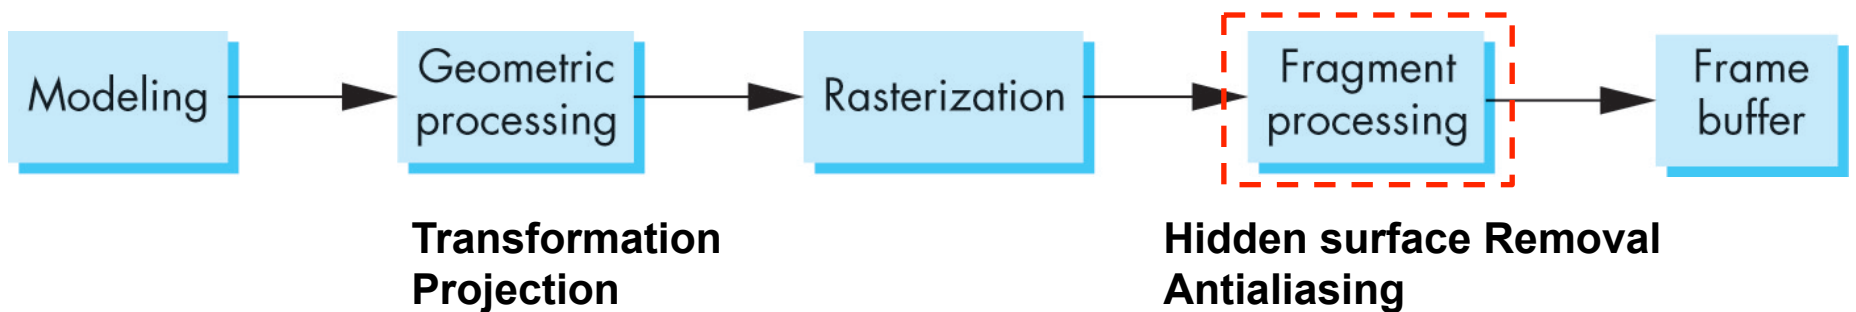 Modeling
Geometric
processing
Rasterization
Fragment
processing
Frame
buffer
Transformation
Projection
Hidden surface Removal
Antialiasing